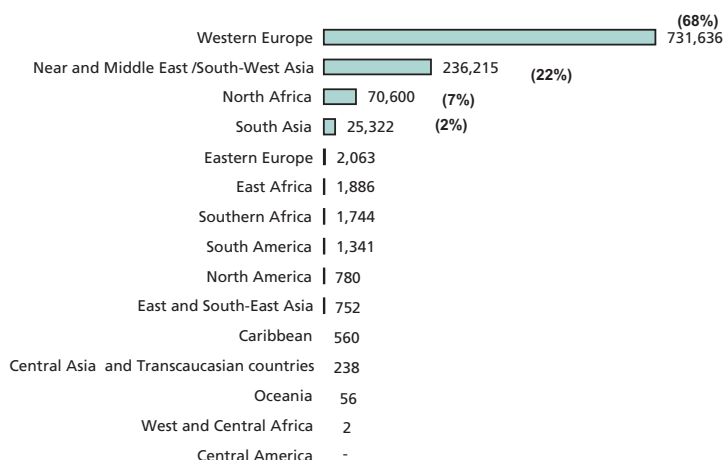 (68%)
Western Europe 731,636
Near and Middle East /South-West Asia 236,215 (22%)
North Africa 70,600 (7%)
South Asia 25,322 (2%)
Eastern Europe 2,063
East Africa 1,886
Southern Africa 1,744
South America 1,341
North America 780
East and South-East Asia 752
Caribbean 560
Central Asia and Transcaucasian countries 238
Oceania 56
West and Central Africa 2
Central America -